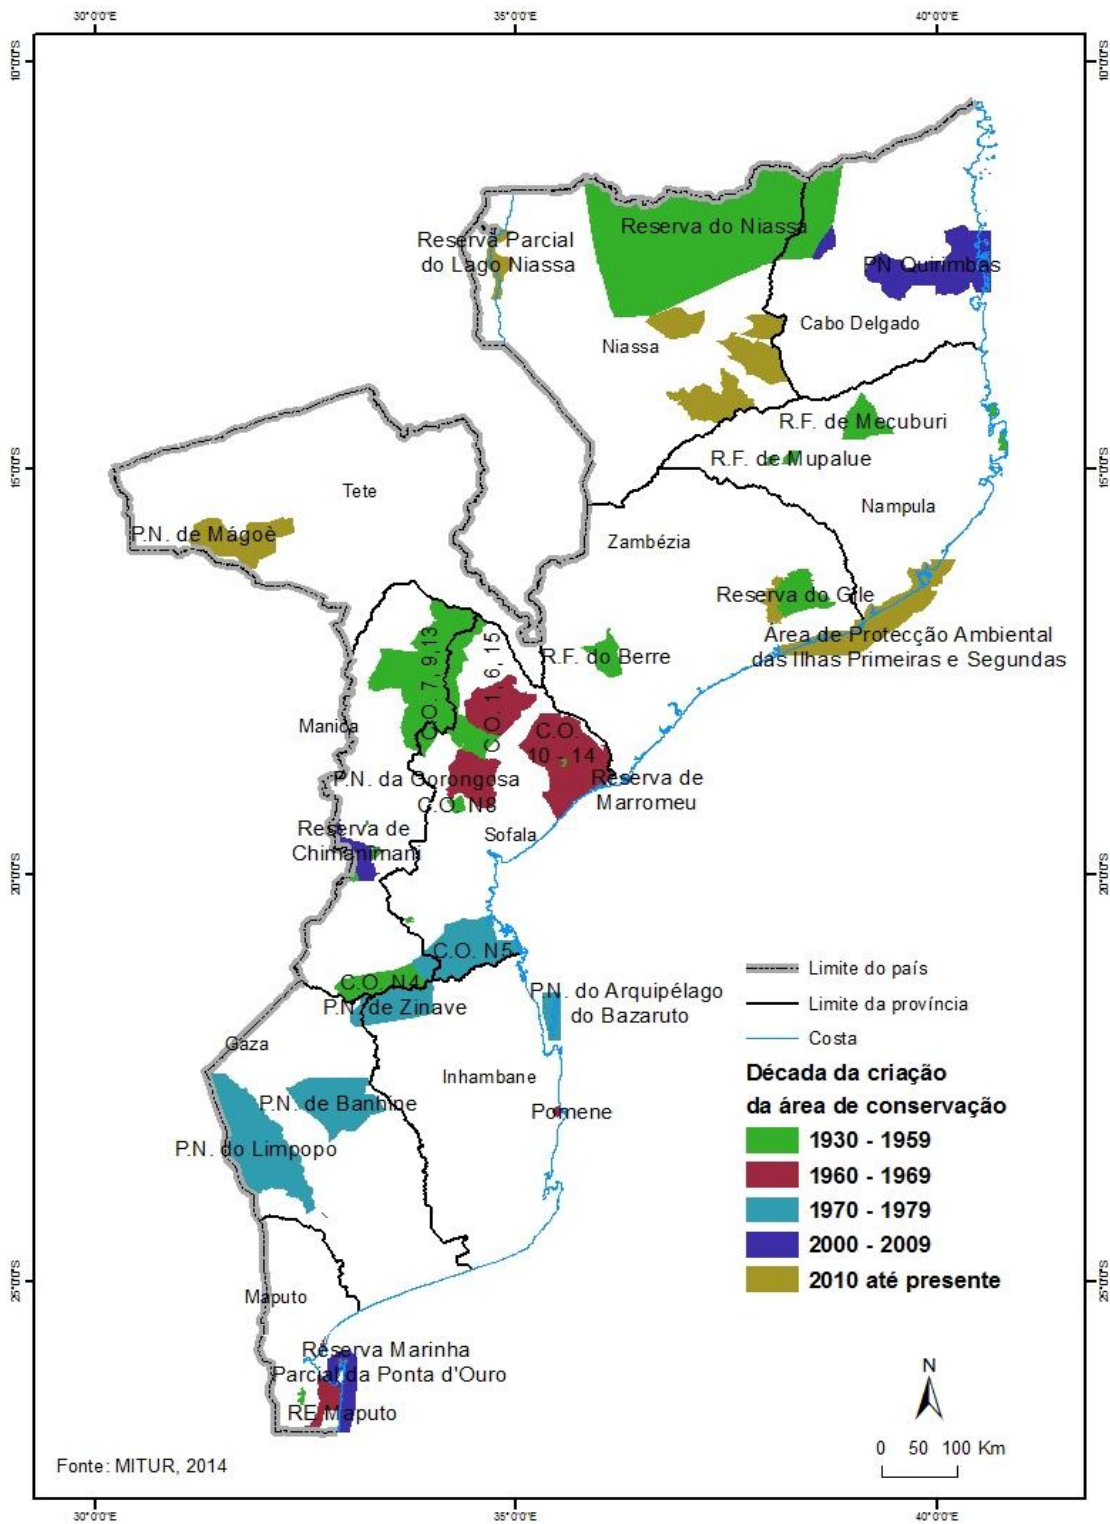 30°0'0"E
35°0'0"E
40°0'0"E
10°0'0"S
10°0'0"S
Reserva do Niassa
Reserva Parcial
do Lago Niassa
PN Quirimbas
Cabo Delgado
Niassa
R.F. de Mecuburi
R.F. de Mupalue
15°0'0"S
15°0'0"S
Tete
Nampula
P.N. de Mágoè
Zambézia
Reserva do Gile
Área de Protecção Ambiental
das Ilhas Primeiras e Segundas
R.F. do Berre
C.O. 7, 9,13
C.O. 1, 6, 15
Manica
C.O.
10 - 14
P.N. da Gorongosa
Reserva de
Marromeu
C.O. N8
Sofala
Reserva de
Chimanimani
20°0'0"S
20°0'0"S
C.O. N5
C.O. N4
P.N. de Zinave
P.N. do Arquipélago
do Bazaruto
Gaza
Inhambane
P.N. de Banhine
Pomene
P.N. do Limpopo
Limite do país
Limite da província
Costa
Década da criação
da área de conservação
1930 - 1959
1960 - 1969
1970 - 1979
2000 - 2009
2010 até presente
25°0'0"S
25°0'0"S
Maputo
Reserva Marinha
Parcial da Ponta d'Ouro
RE Maputo
N
0 50 100 Km
Fonte: MITUR, 2014
30°0'0"E
35°0'0"E
40°0'0"E